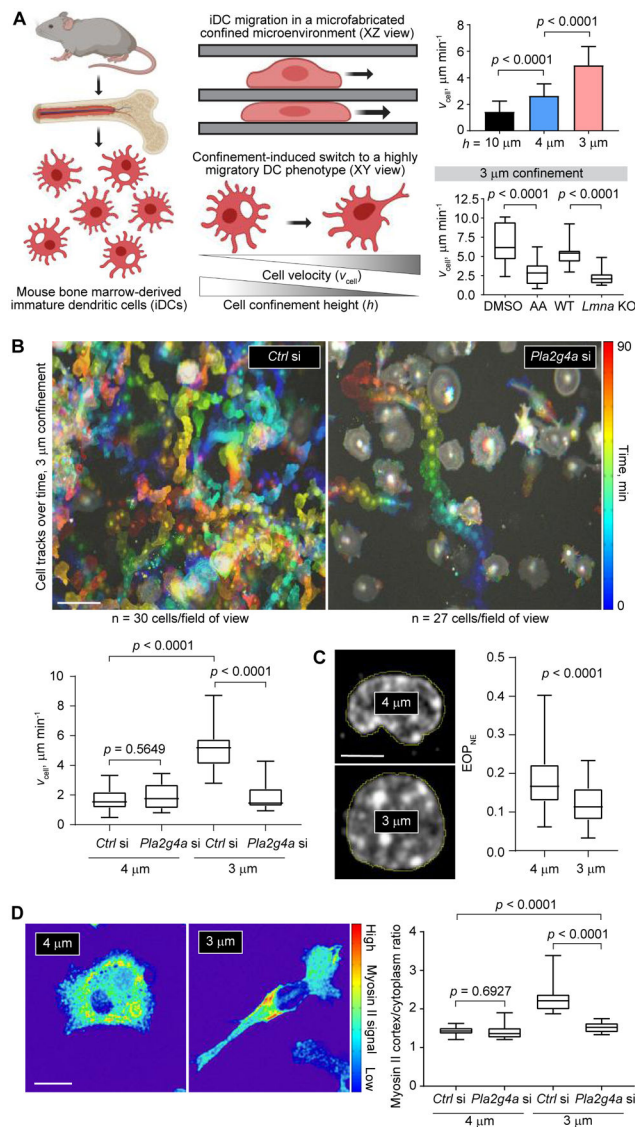 A
iDC migration in a microfabricated
confined microenvironment (XZ view)
Confinement-induced switch to a highly
migratory DC phenotype (XY view)
Cell velocity (vcell)
Cell confinement height (h)
Mouse bone marrow-derived
immature dendritic cells (iDCs)
p < 0.0001
p < 0.0001
vcell, μm min-1
8
6
4
2
0
h = 10 μm
4 μm
3 μm
3 μm confinement
p < 0.0001
p < 0.0001
vcell, μm min-1
12.5
10.0
7.5
5.0
2.5
0
DMSO
AA
WT
Lmna KO
B
Cell tracks over time, 3 μm confinement
Ctrl si
Pla2g4a si
90
Time, min
0
n = 30 cells/field of view
n = 27 cells/field of view
p < 0.0001
p < 0.0001
p = 0.5649
vcell, μm min-1
10
8
6
4
2
0
Ctrl si
Pla2g4a si
Ctrl si
Pla2g4a si
4 μm
3 μm
C
4 μm
3 μm
EOPNE
p < 0.0001
0.5
0.4
0.3
0.2
0.1
0.0
4 μm
3 μm
D
4 μm
3 μm
High
Myosin II signal
Low
Myosin II cortex/cytoplasm ratio
p < 0.0001
p < 0.0001
p = 0.6927
4
3
2
1
0
Ctrl si
Pla2g4a si
Ctrl si
Pla2g4a si
4 μm
3 μm